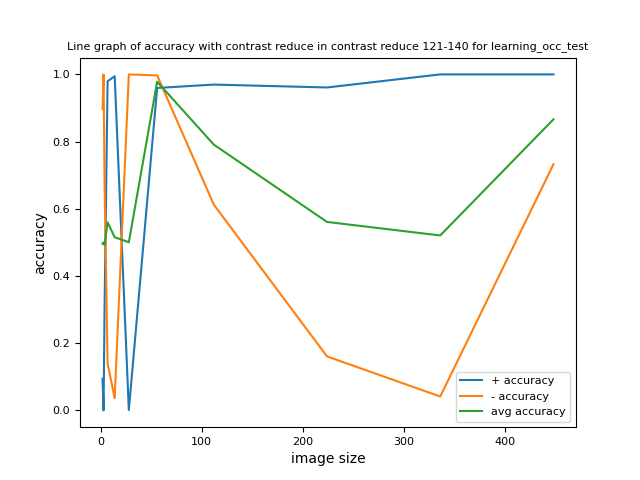 Line graph of accuracy with contrast reduce in contrast reduce 121-140 for learning_occ_test
1.0
0.8
0.6
0.4
0.2
0.0
accuracy
0 100 200 300 400
image size
+ accuracy
- accuracy
avg accuracy